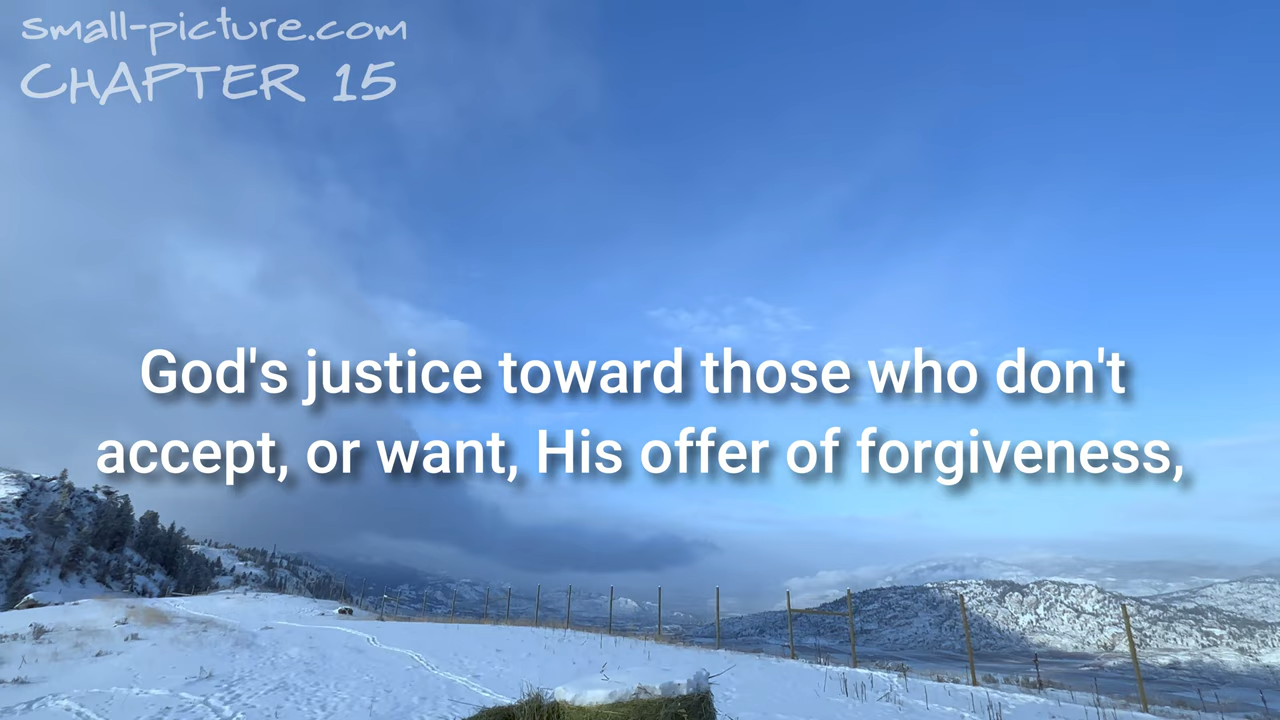 small-picture.com
CHAPTER 15
God's justice toward those who don't
accept, or want, His offer of forgiveness,